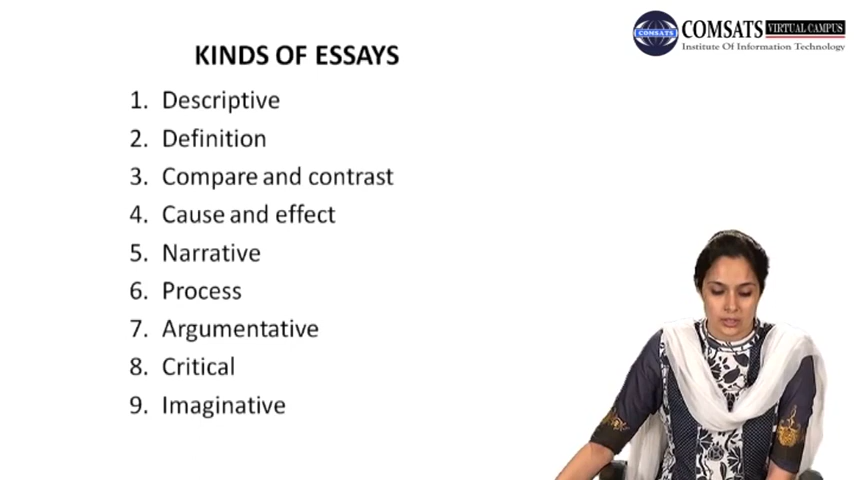 COMSATS VIRTUAL CAMPUS
COMSATS
Institute Of Information Technology
KINDS OF ESSAYS
1. Descriptive
2. Definition
3. Compare and contrast
4. Cause and effect
5. Narrative
6. Process
7. Argumentative
8. Critical
9. Imaginative